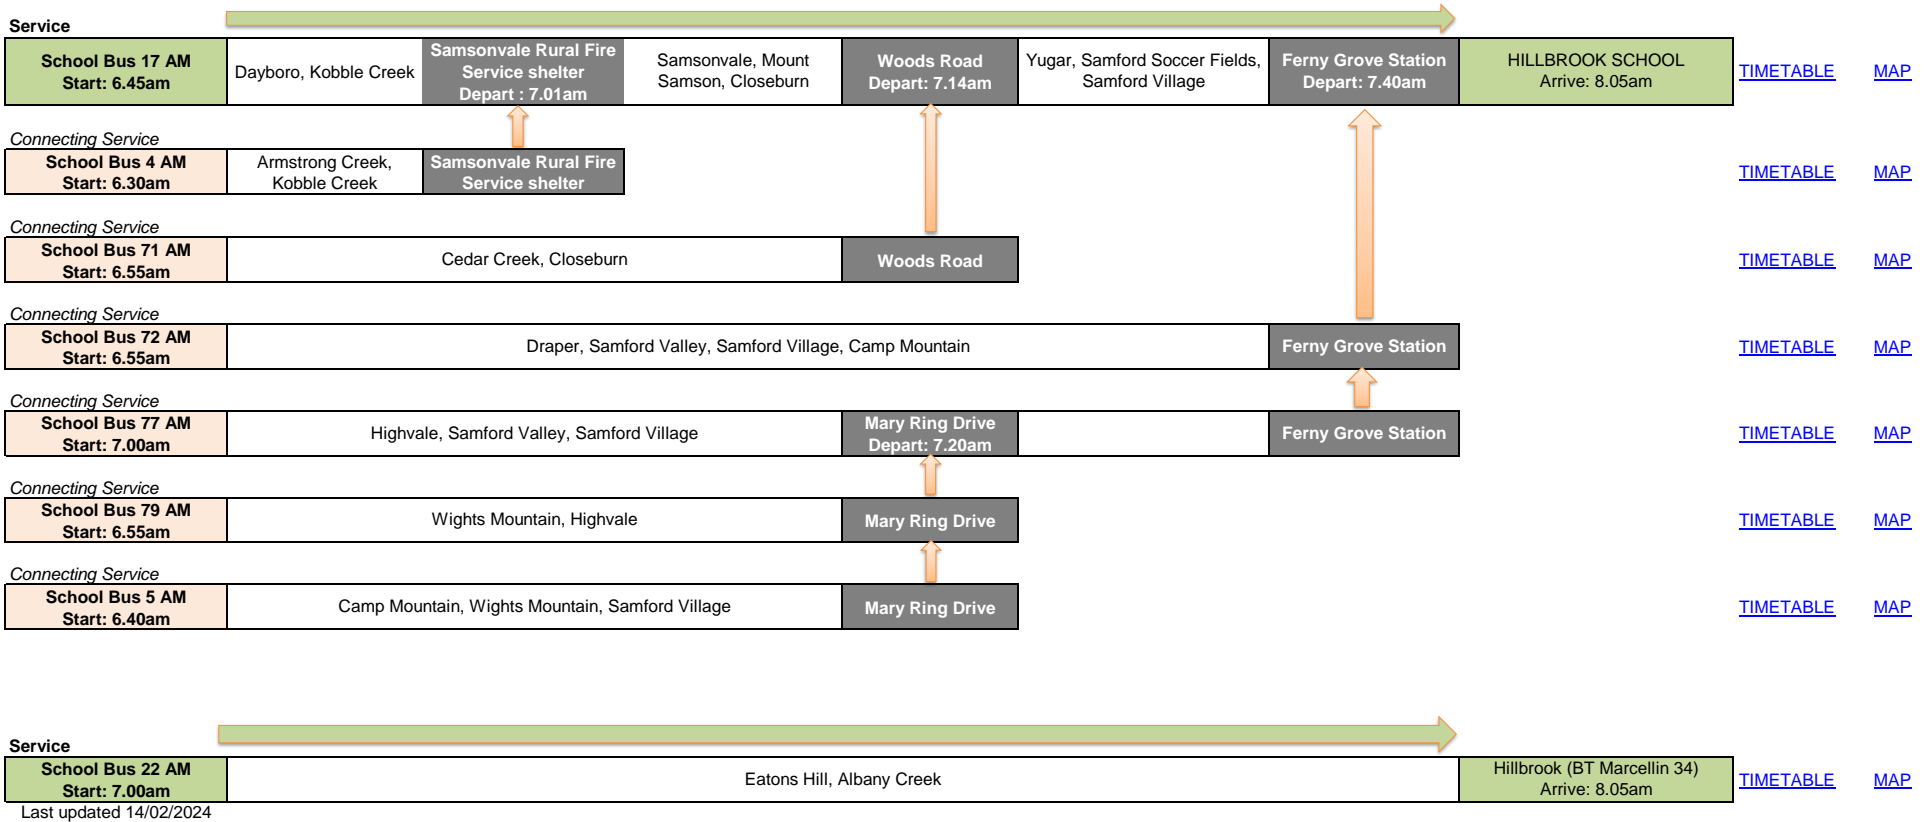 Service
School Bus 17 AM
Start: 6.45am
Dayboro, Kobble Creek
Samsonvale Rural Fire
Service shelter
Depart : 7.01am
Samsonvale, Mount
Samson, Closeburn
Woods Road
Depart: 7.14am
Yugar, Samford Soccer Fields,
Samford Village
Ferny Grove Station
Depart: 7.40am
HILLBROOK SCHOOL
Arrive: 8.05am
TIMETABLE
MAP
Connecting Service
School Bus 4 AM
Start: 6.30am
Armstrong Creek,
Kobble Creek
Samsonvale Rural Fire
Service shelter
TIMETABLE
MAP
Connecting Service
School Bus 71 AM
Start: 6.55am
Cedar Creek, Closeburn
Woods Road
TIMETABLE
MAP
Connecting Service
School Bus 72 AM
Start: 6.55am
Draper, Samford Valley, Samford Village, Camp Mountain
Ferny Grove Station
TIMETABLE
MAP
Connecting Service
School Bus 77 AM
Start: 7.00am
Highvale, Samford Valley, Samford Village
Mary Ring Drive
Depart: 7.20am
Ferny Grove Station
TIMETABLE
MAP
Connecting Service
School Bus 79 AM
Start: 6.55am
Wights Mountain, Highvale
Mary Ring Drive
TIMETABLE
MAP
Connecting Service
School Bus 5 AM
Start: 6.40am
Camp Mountain, Wights Mountain, Samford Village
Mary Ring Drive
TIMETABLE
MAP
Service
School Bus 22 AM
Start: 7.00am
Eatons Hill, Albany Creek
Hillbrook (BT Marcellin 34)
Arrive: 8.05am
TIMETABLE
MAP
Last updated 14/02/2024